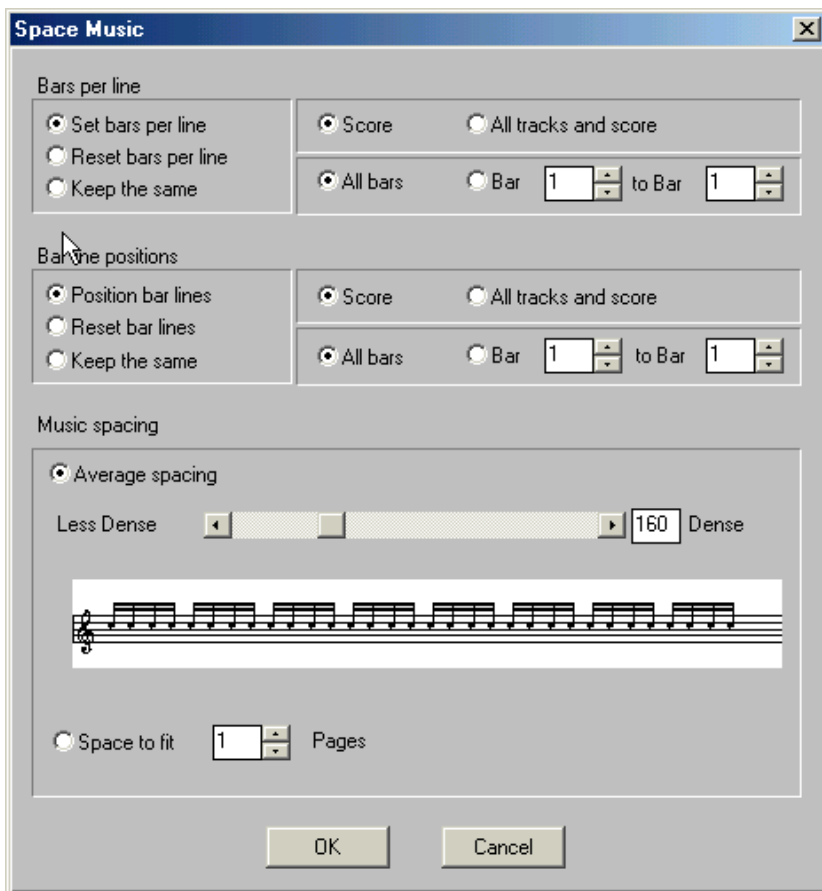 Space Music
Bars per line
Set bars per line
Reset bars per line
Keep the same
Score All tracks and score
All bars Bar 1 to Bar 1
Bar line positions
Position bar lines
Reset bar lines
Keep the same
Score All tracks and score
All bars Bar 1 to Bar 1
Music spacing
Average spacing
Less Dense 160 Dense
Space to fit 1 Pages
OK Cancel